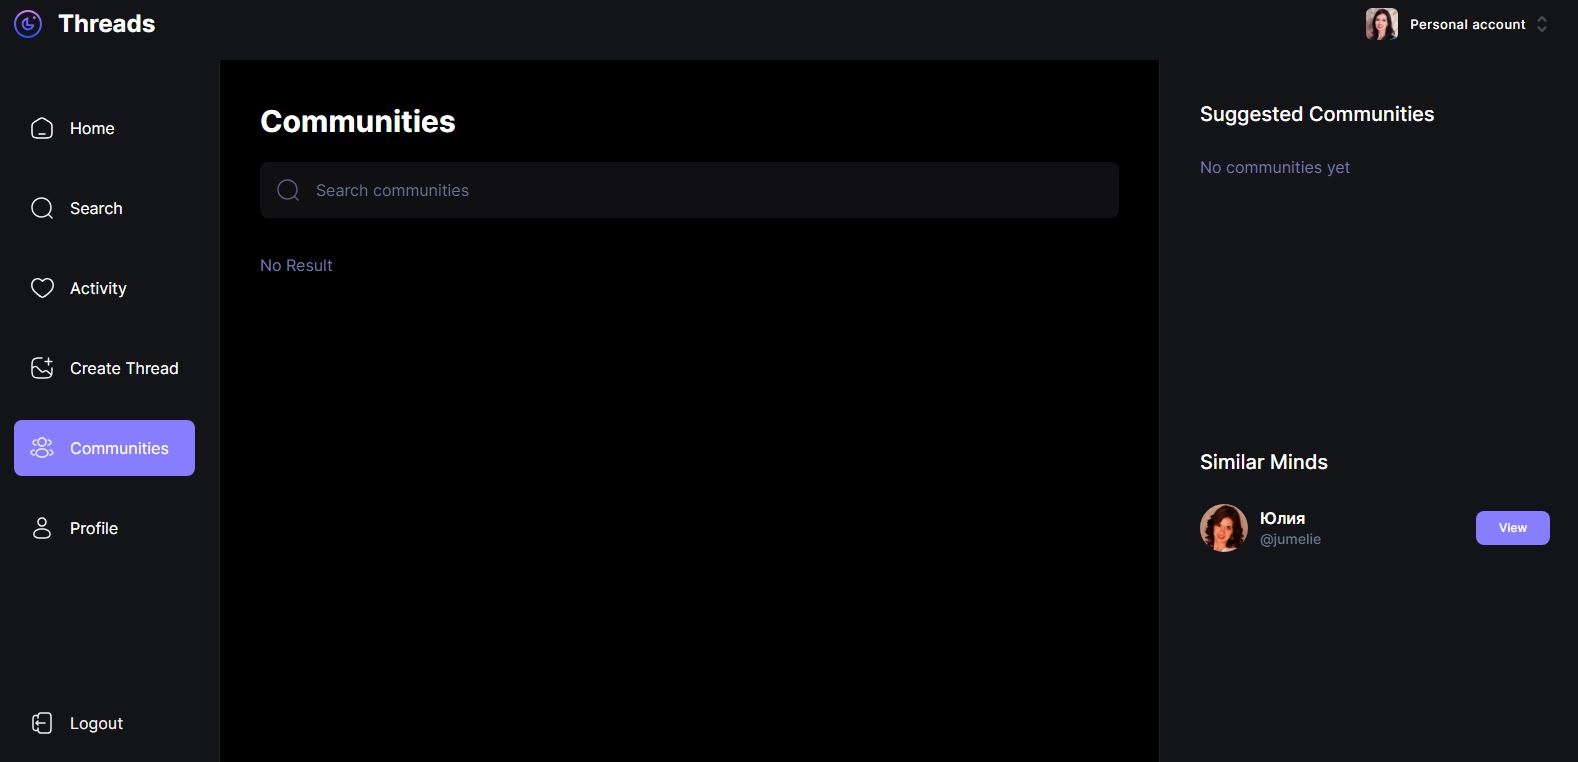 Threads
Personal account
Home
Search
Activity
Create Thread
Communities
Profile
Logout
Communities
Search communities
No Result
Suggested Communities
No communities yet
Similar Minds
Юлия
@jumelie
View